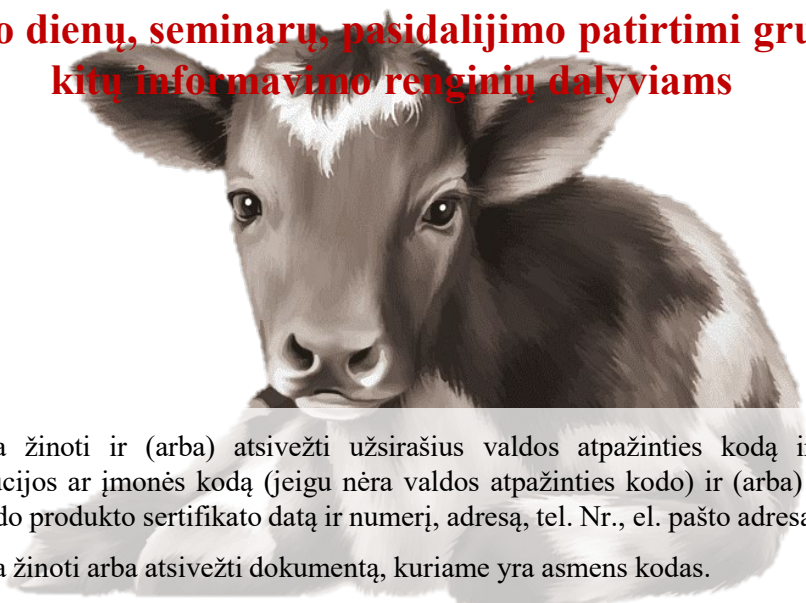 o dienų, seminarų, pasidalijimo patirtimi gru
kitų informavimo renginių dalyviams
a žinoti ir (arba) atsivežti užsirašius valdos atpažinties kodą i
cijos ar įmonės kodą (jeigu nėra valdos atpažinties kodo) ir (arba)
do produkto sertifikato datą ir numerį, adresą, tel. Nr., el. pašto adresą
a žinoti arba atsivežti dokumentą, kuriame yra asmens kodas.